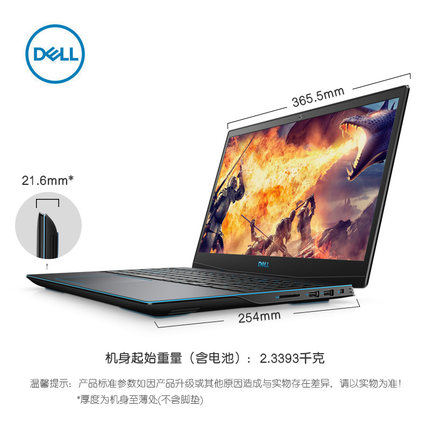 DELL
365.5mm
21.6mm*
DELL
254mm
机身起始重量（含电池）：2.3393千克
温馨提示：产品标准参数如因产品升级或其他原因造成与实物存在差异，请以实物为准！
*厚度为机身至薄处(不含脚垫)